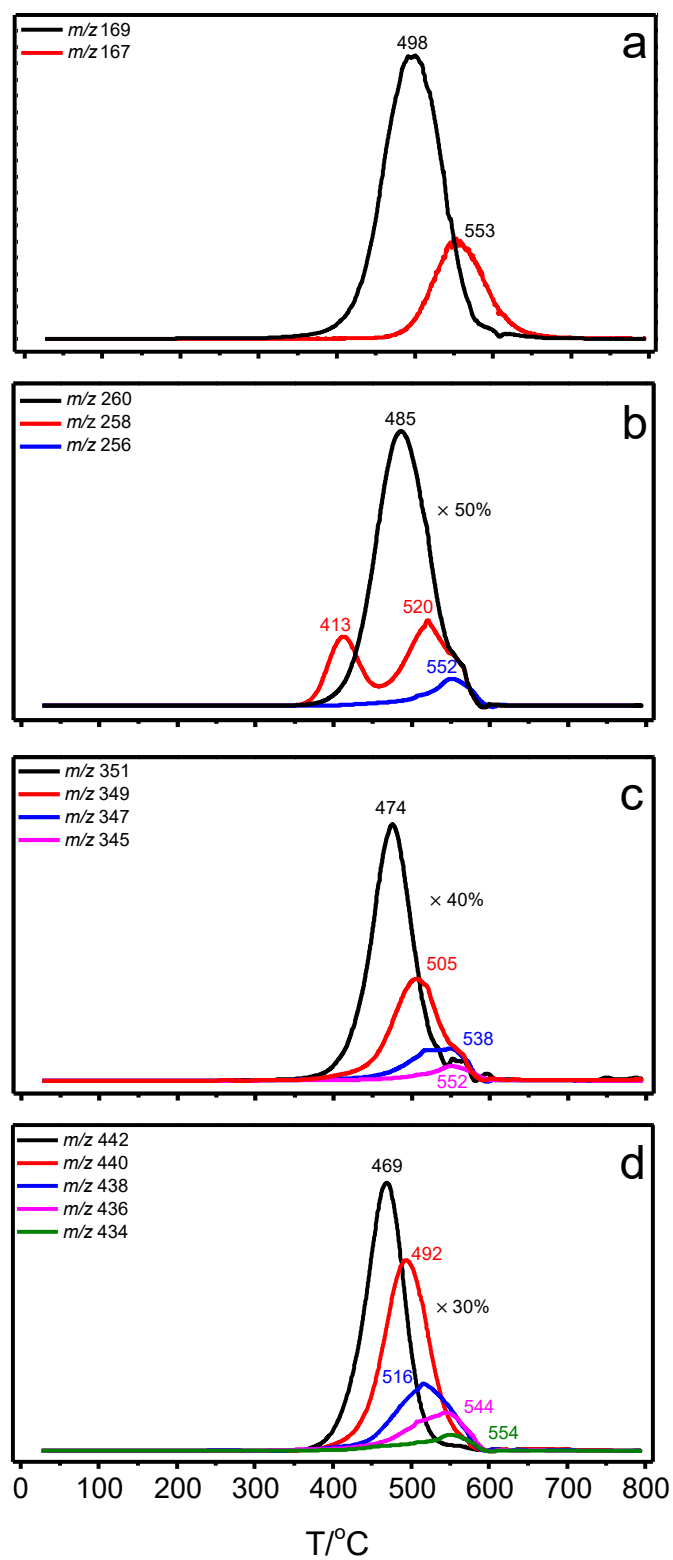 m/z 169
m/z 167
498
a
553
m/z 260
m/z 258
m/z 256
485
b
× 50%
413
520
552
m/z 351
m/z 349
m/z 347
m/z 345
474
c
× 40%
505
538
552
m/z 442
m/z 440
m/z 438
m/z 436
m/z 434
469
d
492
× 30%
516
544
554
0 100 200 300 400 500 600 700 800
T/°C